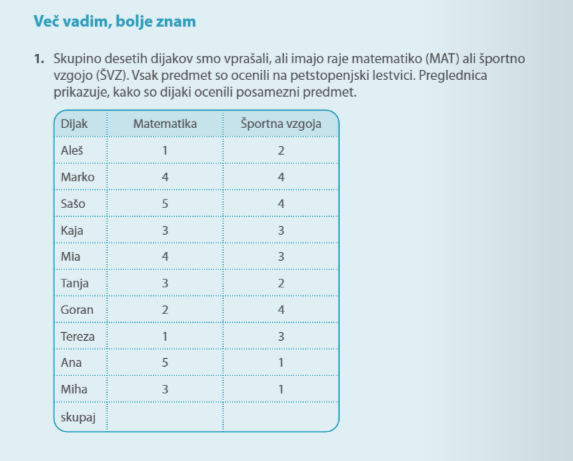 Več vadim, bolje znam
1. Skupino desetih dijakov smo vprašali, ali imajo raje matematiko (MAT) ali športno
vzgojo (ŠVZ). Vsak predmet so ocenili na petstopenjski lestvici. Preglednica
prikazuje, kako so dijaki ocenili posamezni predmet.
Dijak Matematika Športna vzgoja
Aleš 1 2
Marko 4 4
Sašo 5 4
Kaja 3 3
Mia 4 3
Tanja 3 2
Goran 2 4
Tereza 1 3
Ana 5 1
Miha 3 1
skupaj